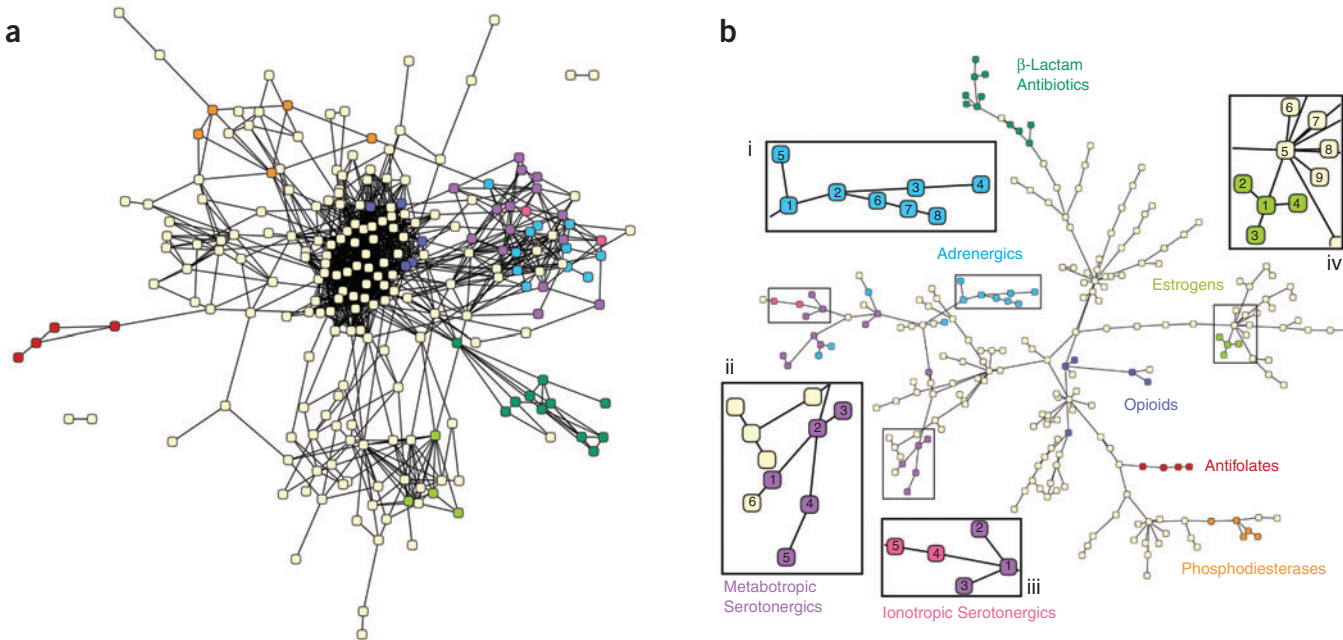 a
b
β-Lactam
Antibiotics
i
5
1
2
3
4
6
7
8
Adrenergics
6
7
5
8
9
2
1
4
3
iv
Estrogens
ii
3
2
1
6
4
5
Metabotropic
Serotonergics
Opioids
Antifolates
2
5
4
1
3
iii
Ionotropic Serotonergics
Phosphodiesterases